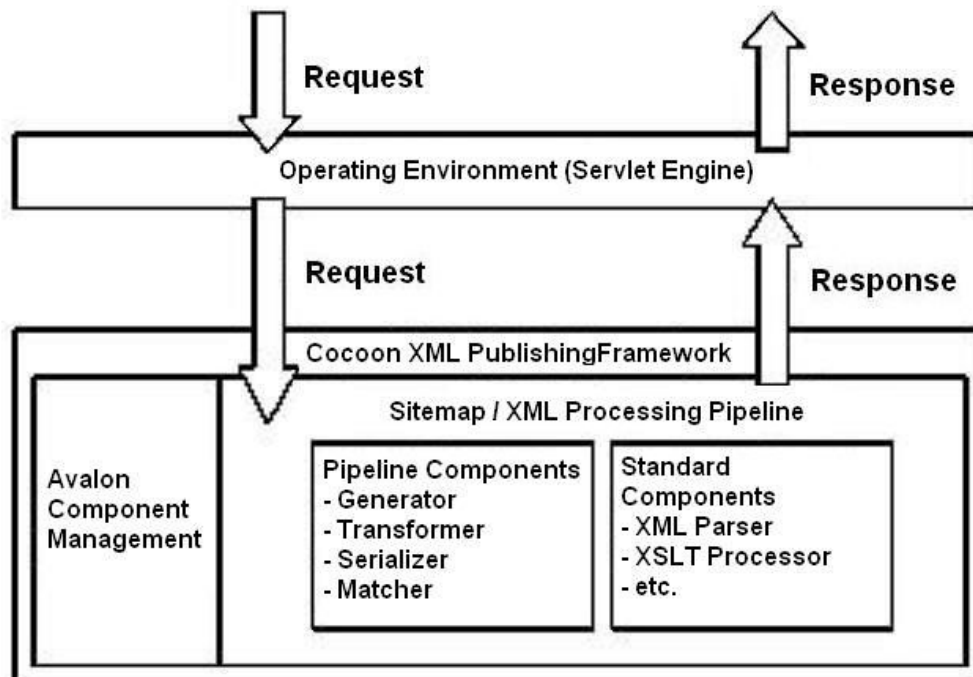 Request
Response
Operating Environment (Servlet Engine)
Request
Response
Cocoon XML PublishingFramework
Sitemap / XML Processing Pipeline
Avalon
Component
Management
Pipeline Components
- Generator
- Transformer
- Serializer
- Matcher
Standard
Components
- XML Parser
- XSLT Processor
- etc.